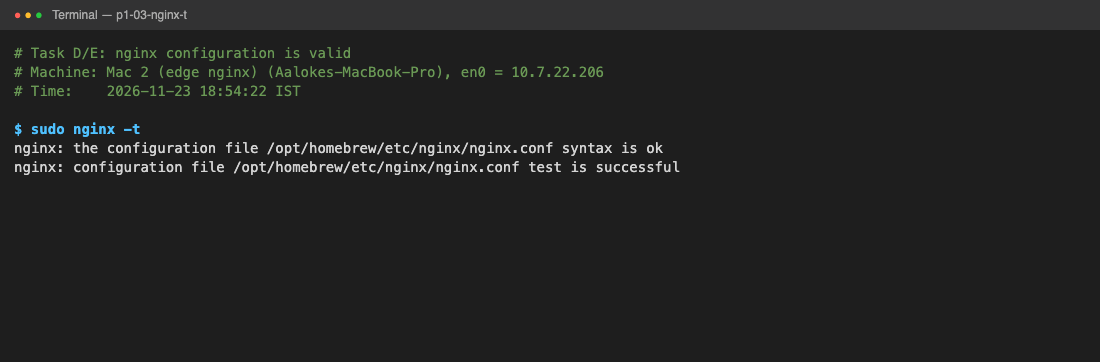 Terminal — p1-03-nginx-t
# Task D/E: nginx configuration is valid
# Machine: Mac 2 (edge nginx) (Aalokes-MacBook-Pro), en0 = 10.7.22.206
# Time:    2026-11-23 18:54:22 IST
$ sudo nginx -t
nginx: the configuration file /opt/homebrew/etc/nginx/nginx.conf syntax is ok
nginx: configuration file /opt/homebrew/etc/nginx/nginx.conf test is successful